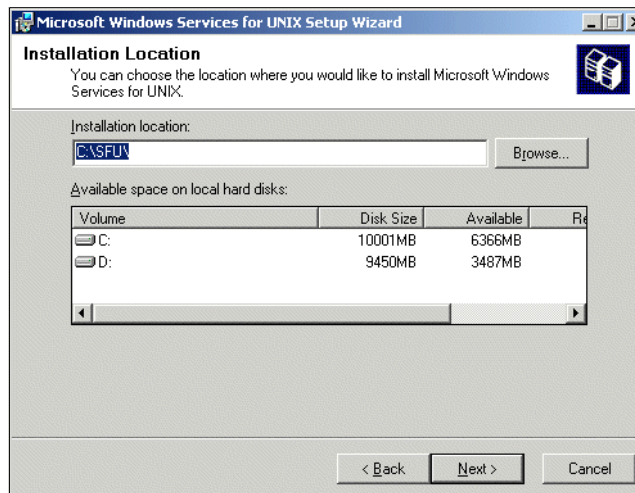 Microsoft Windows Services for UNIX Setup Wizard
Installation Location
You can choose the location where you would like to install Microsoft Windows
Services for UNIX.
Installation location:
C:\SFU\
Browse...
Available space on local hard disks:
Volume Disk Size Available Re
C: 10001MB 6366MB
D: 9450MB 3487MB
< Back Next > Cancel